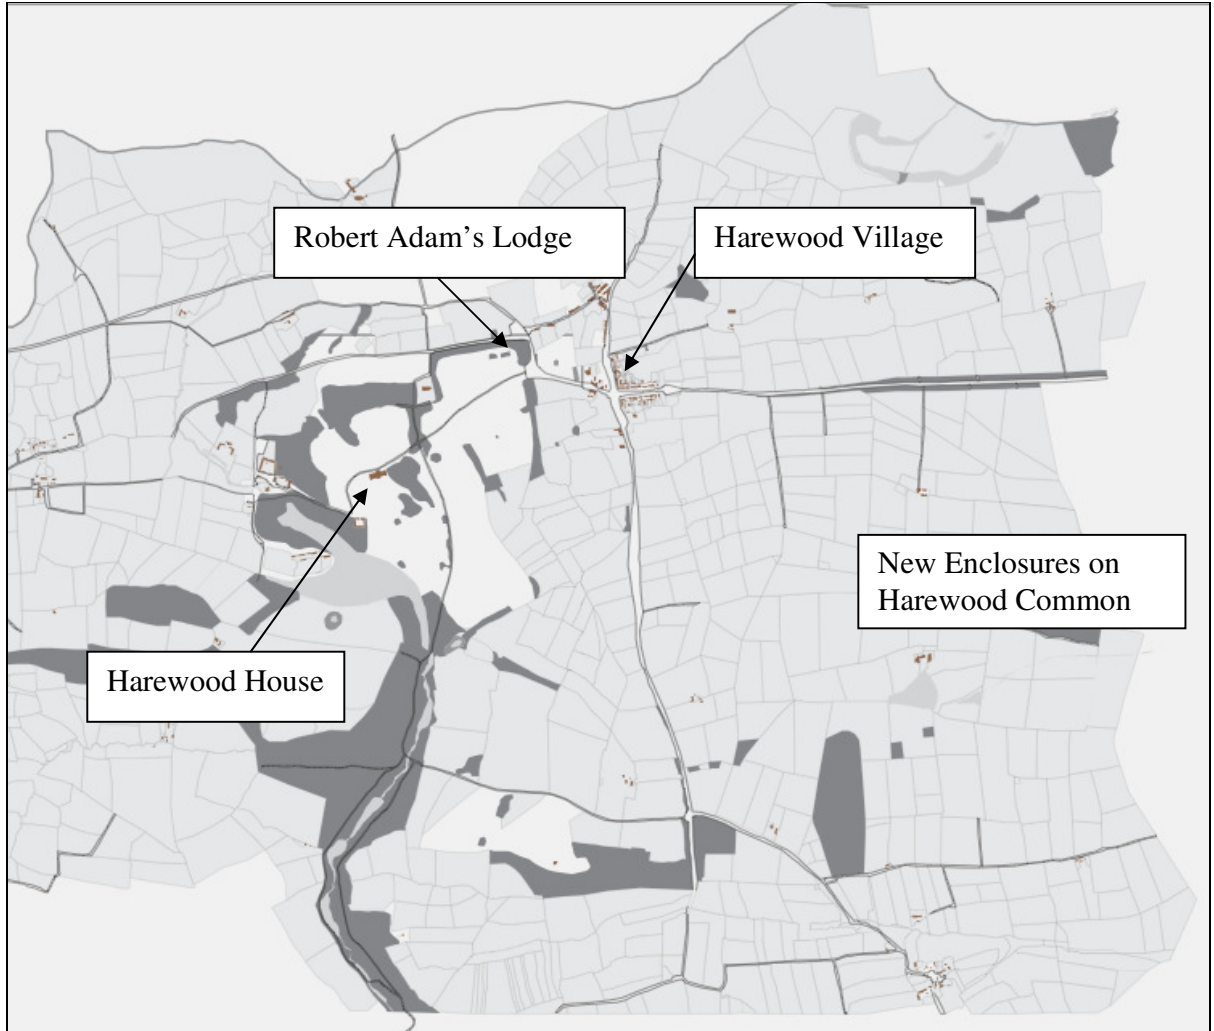 Robert Adam's Lodge
Harewood Village
New Enclosures on
Harewood Common
Harewood House